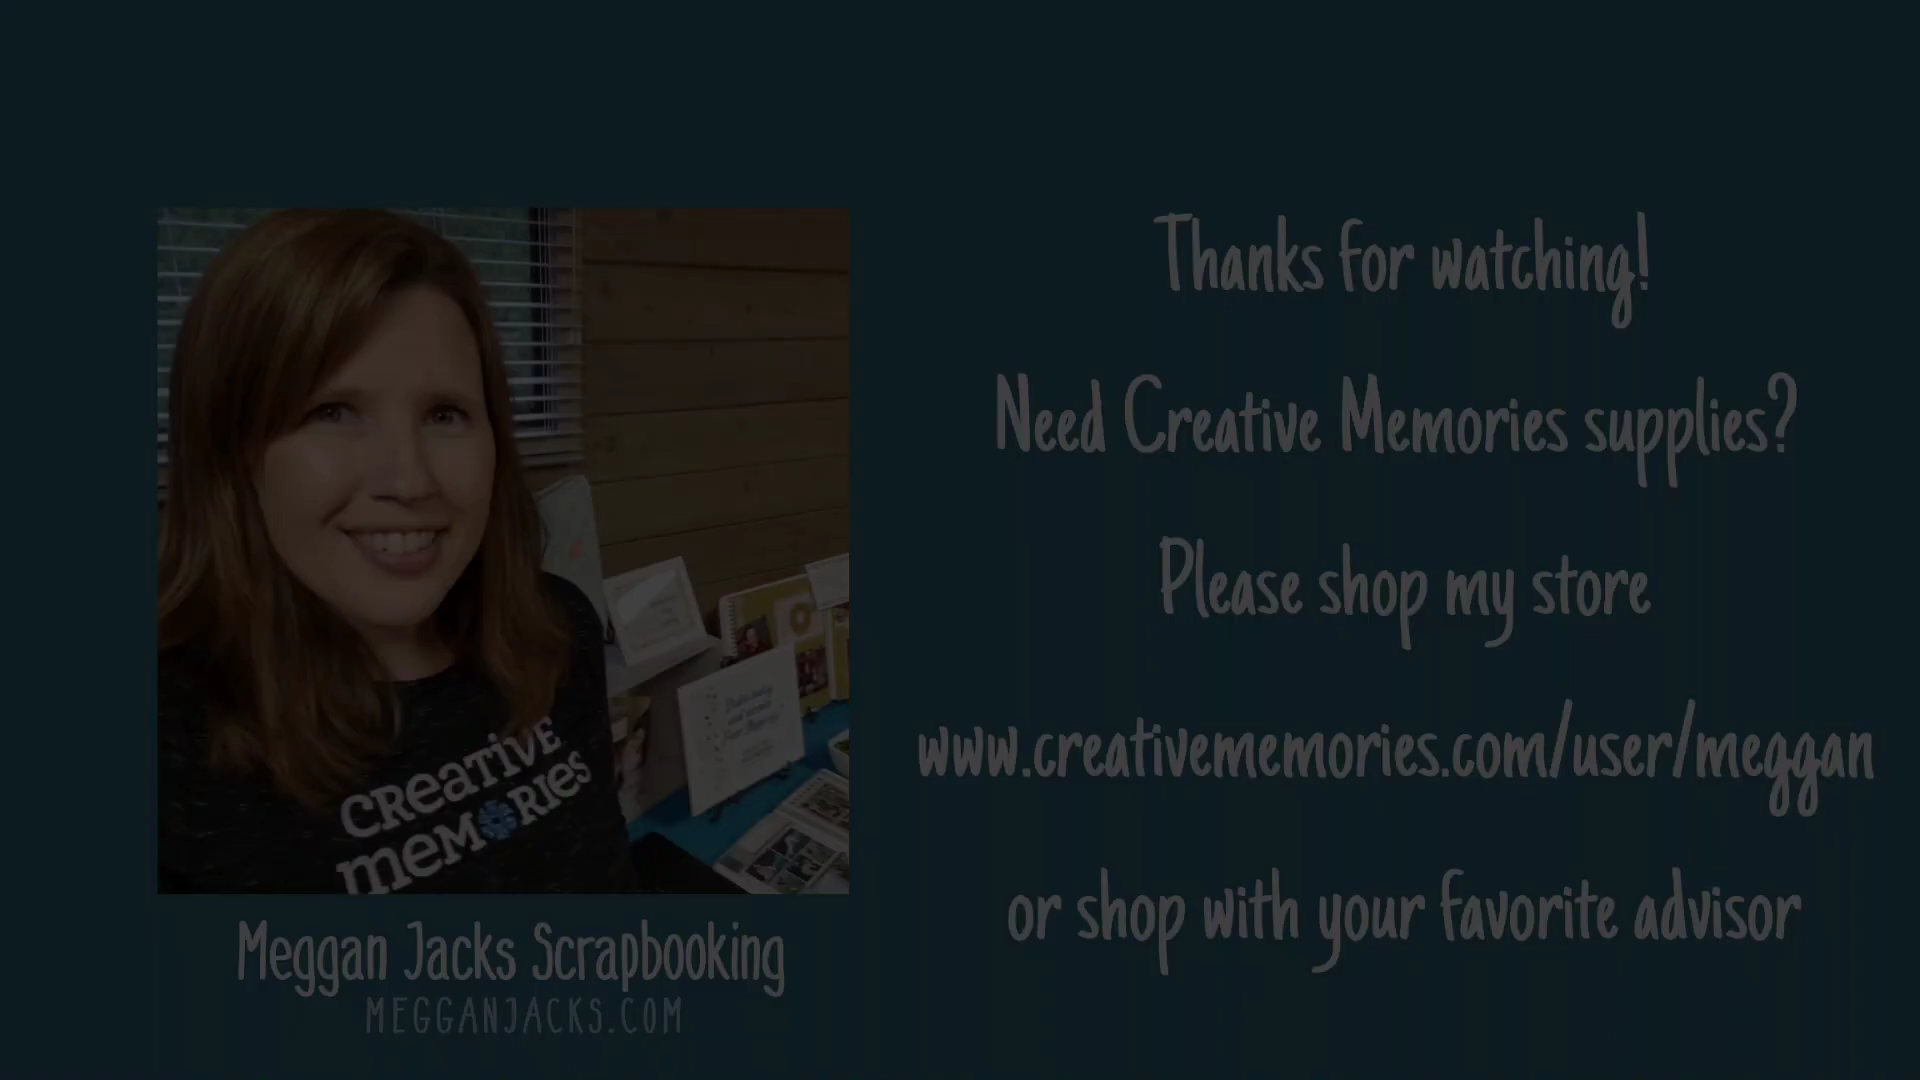 Thanks for watching!
Need Creative Memories supplies?
Please shop my store
www.creativememories.com/user/meggan
or shop with your favorite advisor
CREATIVE
MEMORIES
Meggan Jacks Scrapbooking
MEGGANJACKS.COM